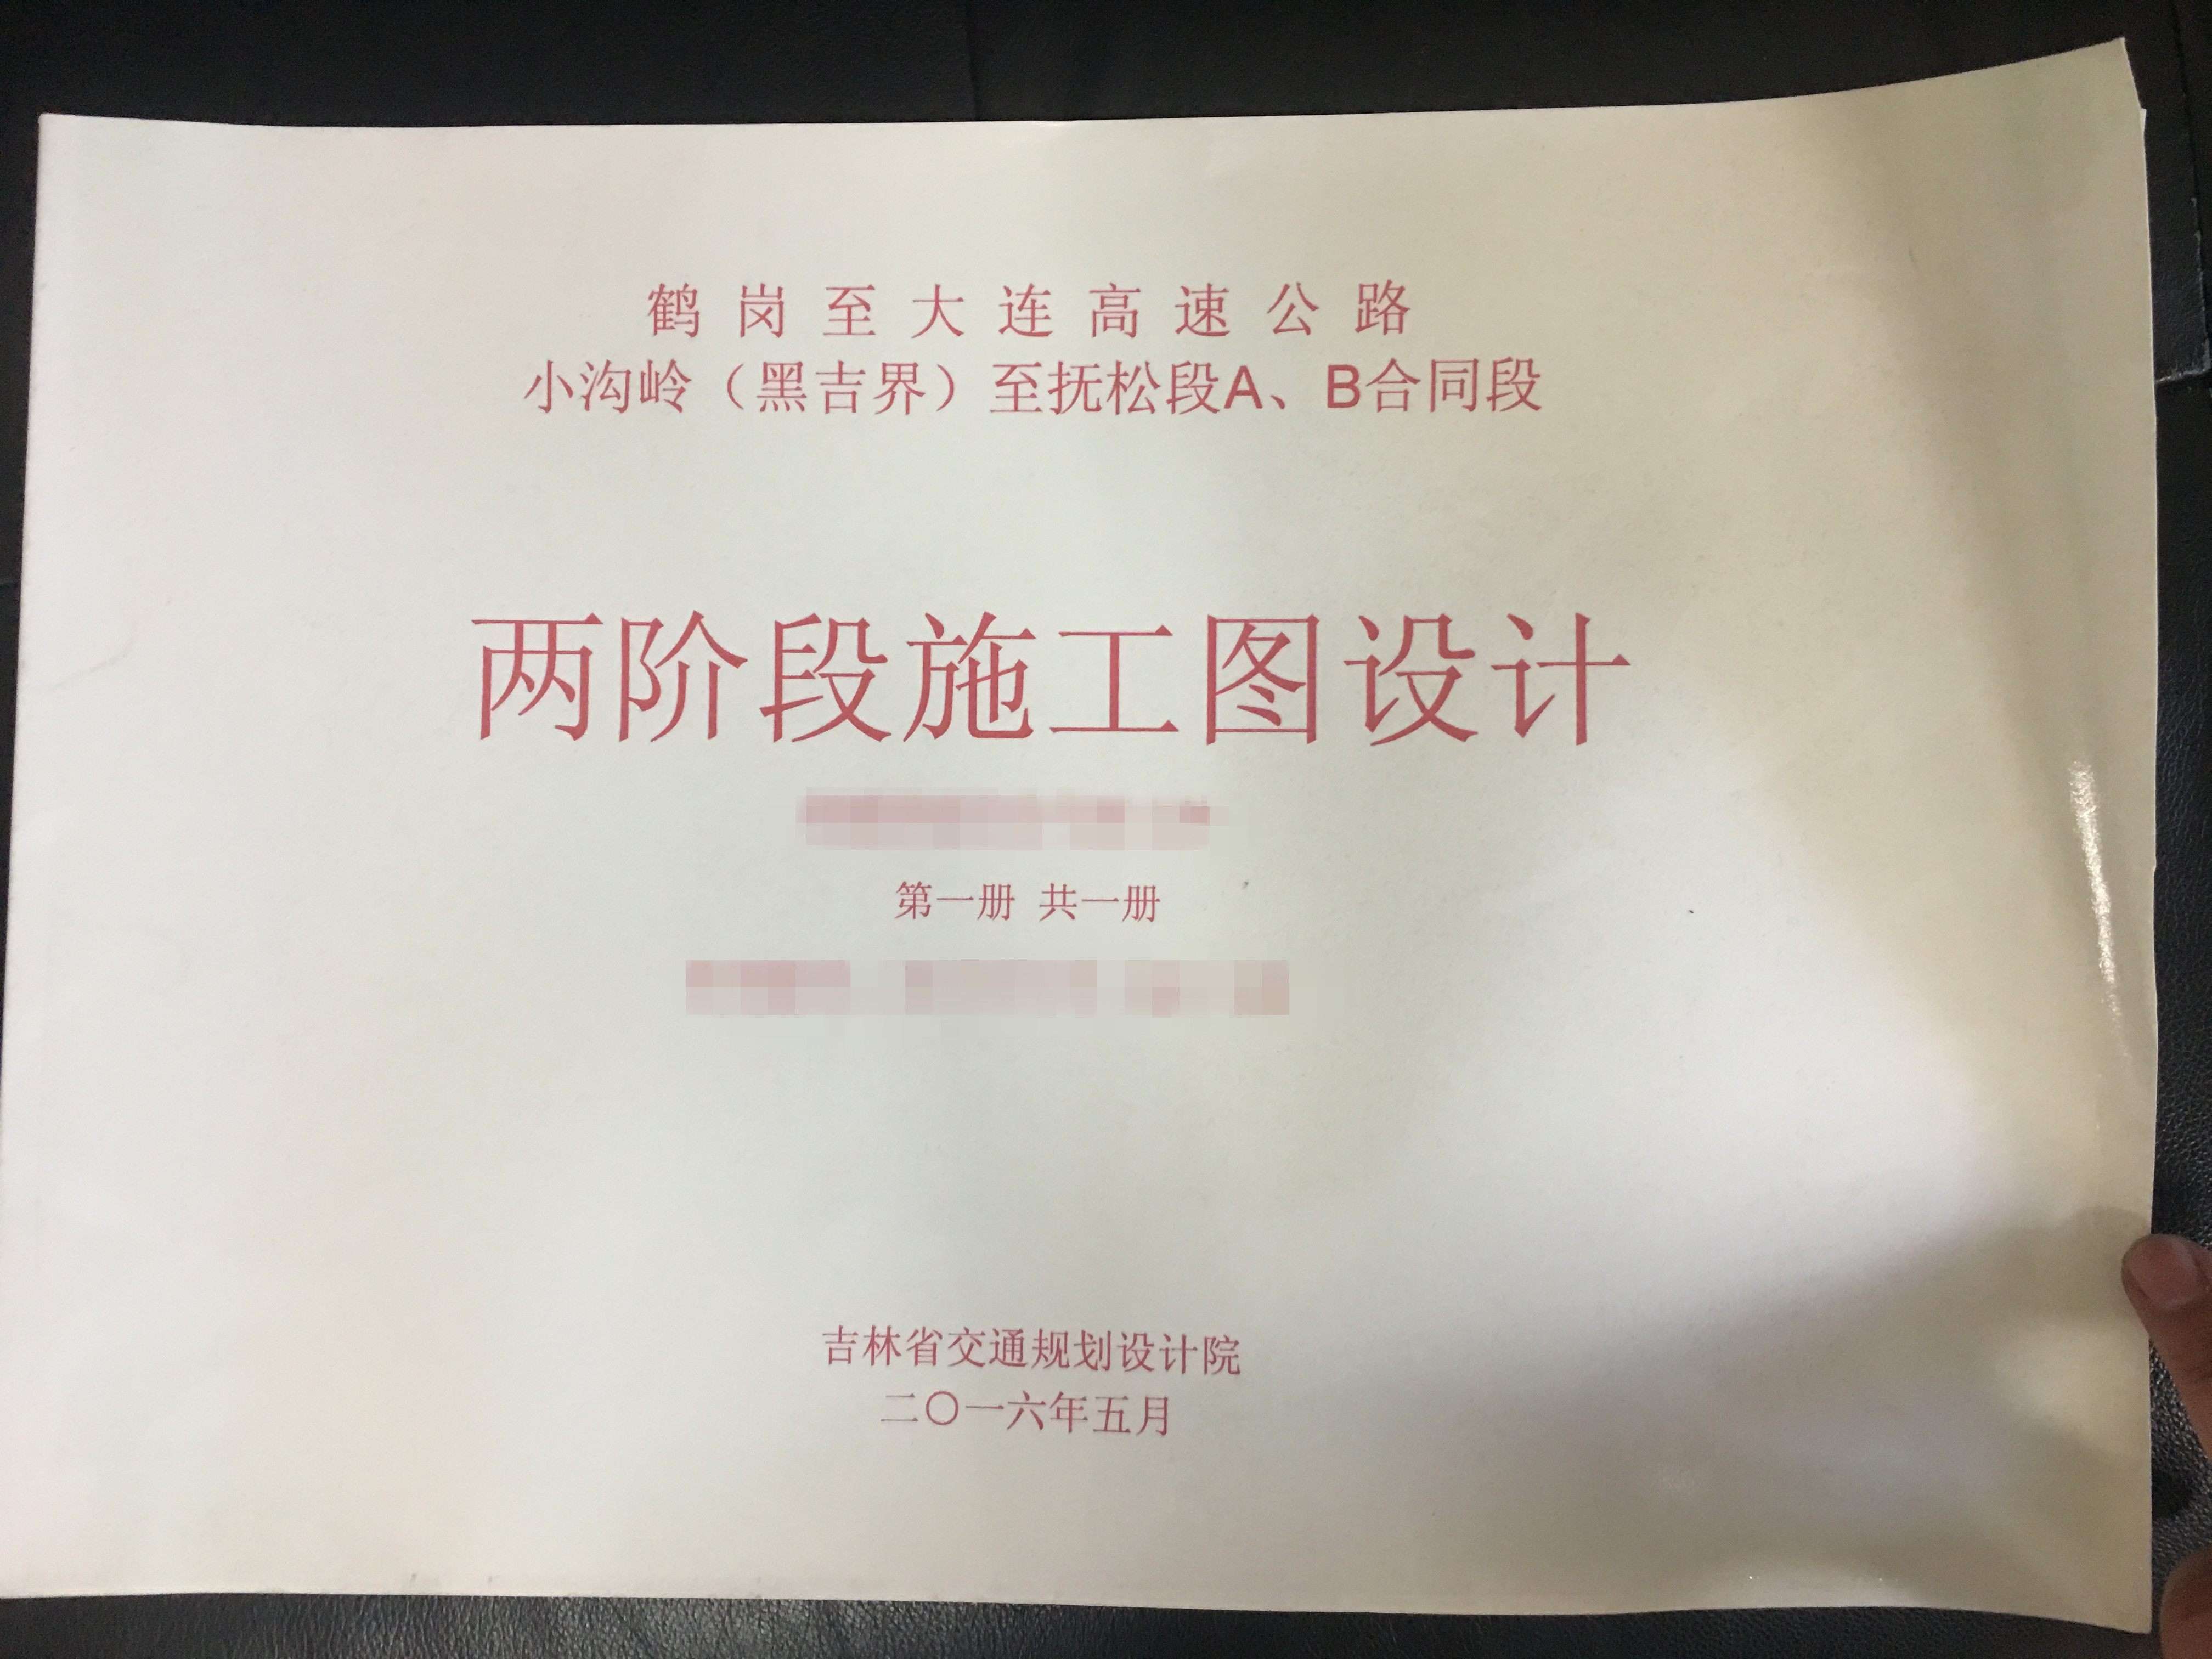 鹤岗至大连高速公路
小沟岭（黑吉界）至抚松段A、B合同段
两阶段施工图设计
第一册 共一册
吉林省交通规划设计院
二〇一六年五月